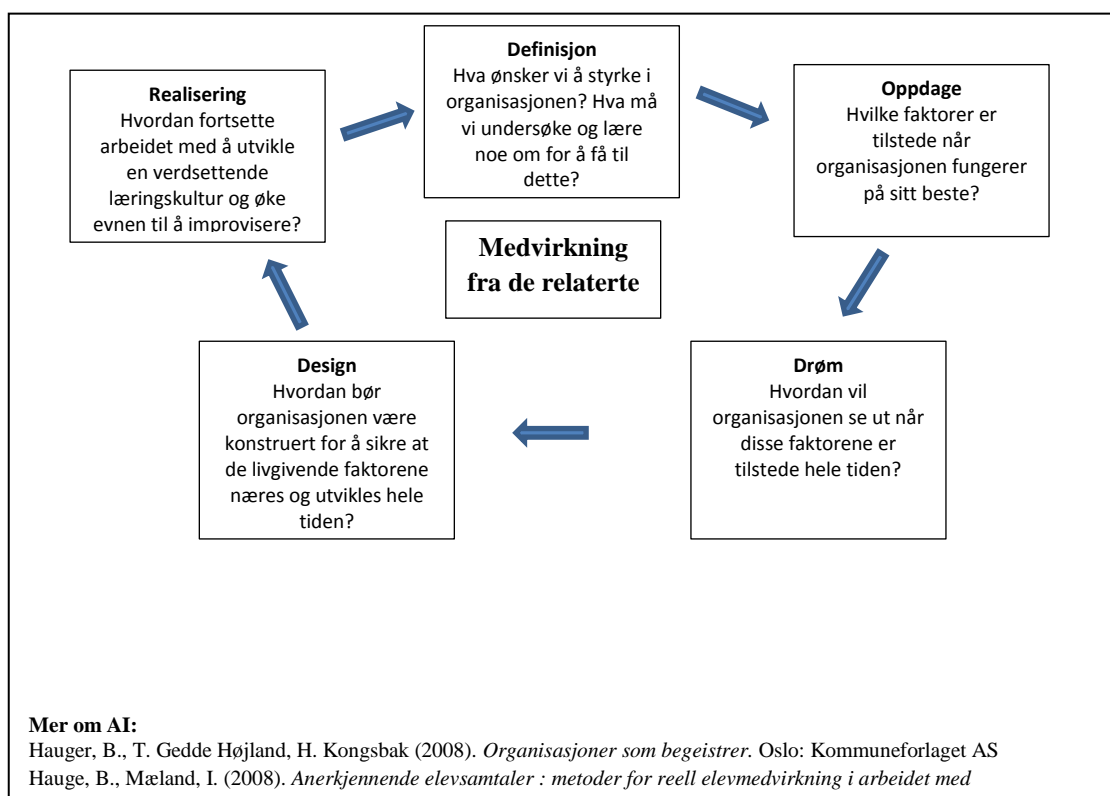 Definisjon
Hva ønsker vi å styrke i
organisasjonen? Hva må
vi undersøke og lære
noe om for å få til
dette?
Oppdage
Hvilke faktorer er
tilstede når
organisasjonen fungerer
på sitt beste?
Drøm
Hvordan vil
organisasjonen se ut når
disse faktorene er
tilstede hele tiden?
Design
Hvordan bør
organisasjonen være
konstruert for å sikre at
de livgivende faktorene
næres og utvikles hele
tiden?
Realisering
Hvordan fortsette
arbeidet med å utvikle
en verdsettende
læringskultur og øke
evnen til å improvisere?
Medvirkning
fra de relaterte
Mer om AI:
Hauger, B., T. Gedde Højland, H. Kongsbak (2008). Organisasjoner som begeistrer. Oslo: Kommuneforlaget AS
Hauge, B., Mæland, I. (2008). Anerkjennende elevsamtaler : metoder for reell elevmedvirkning i arbeidet med